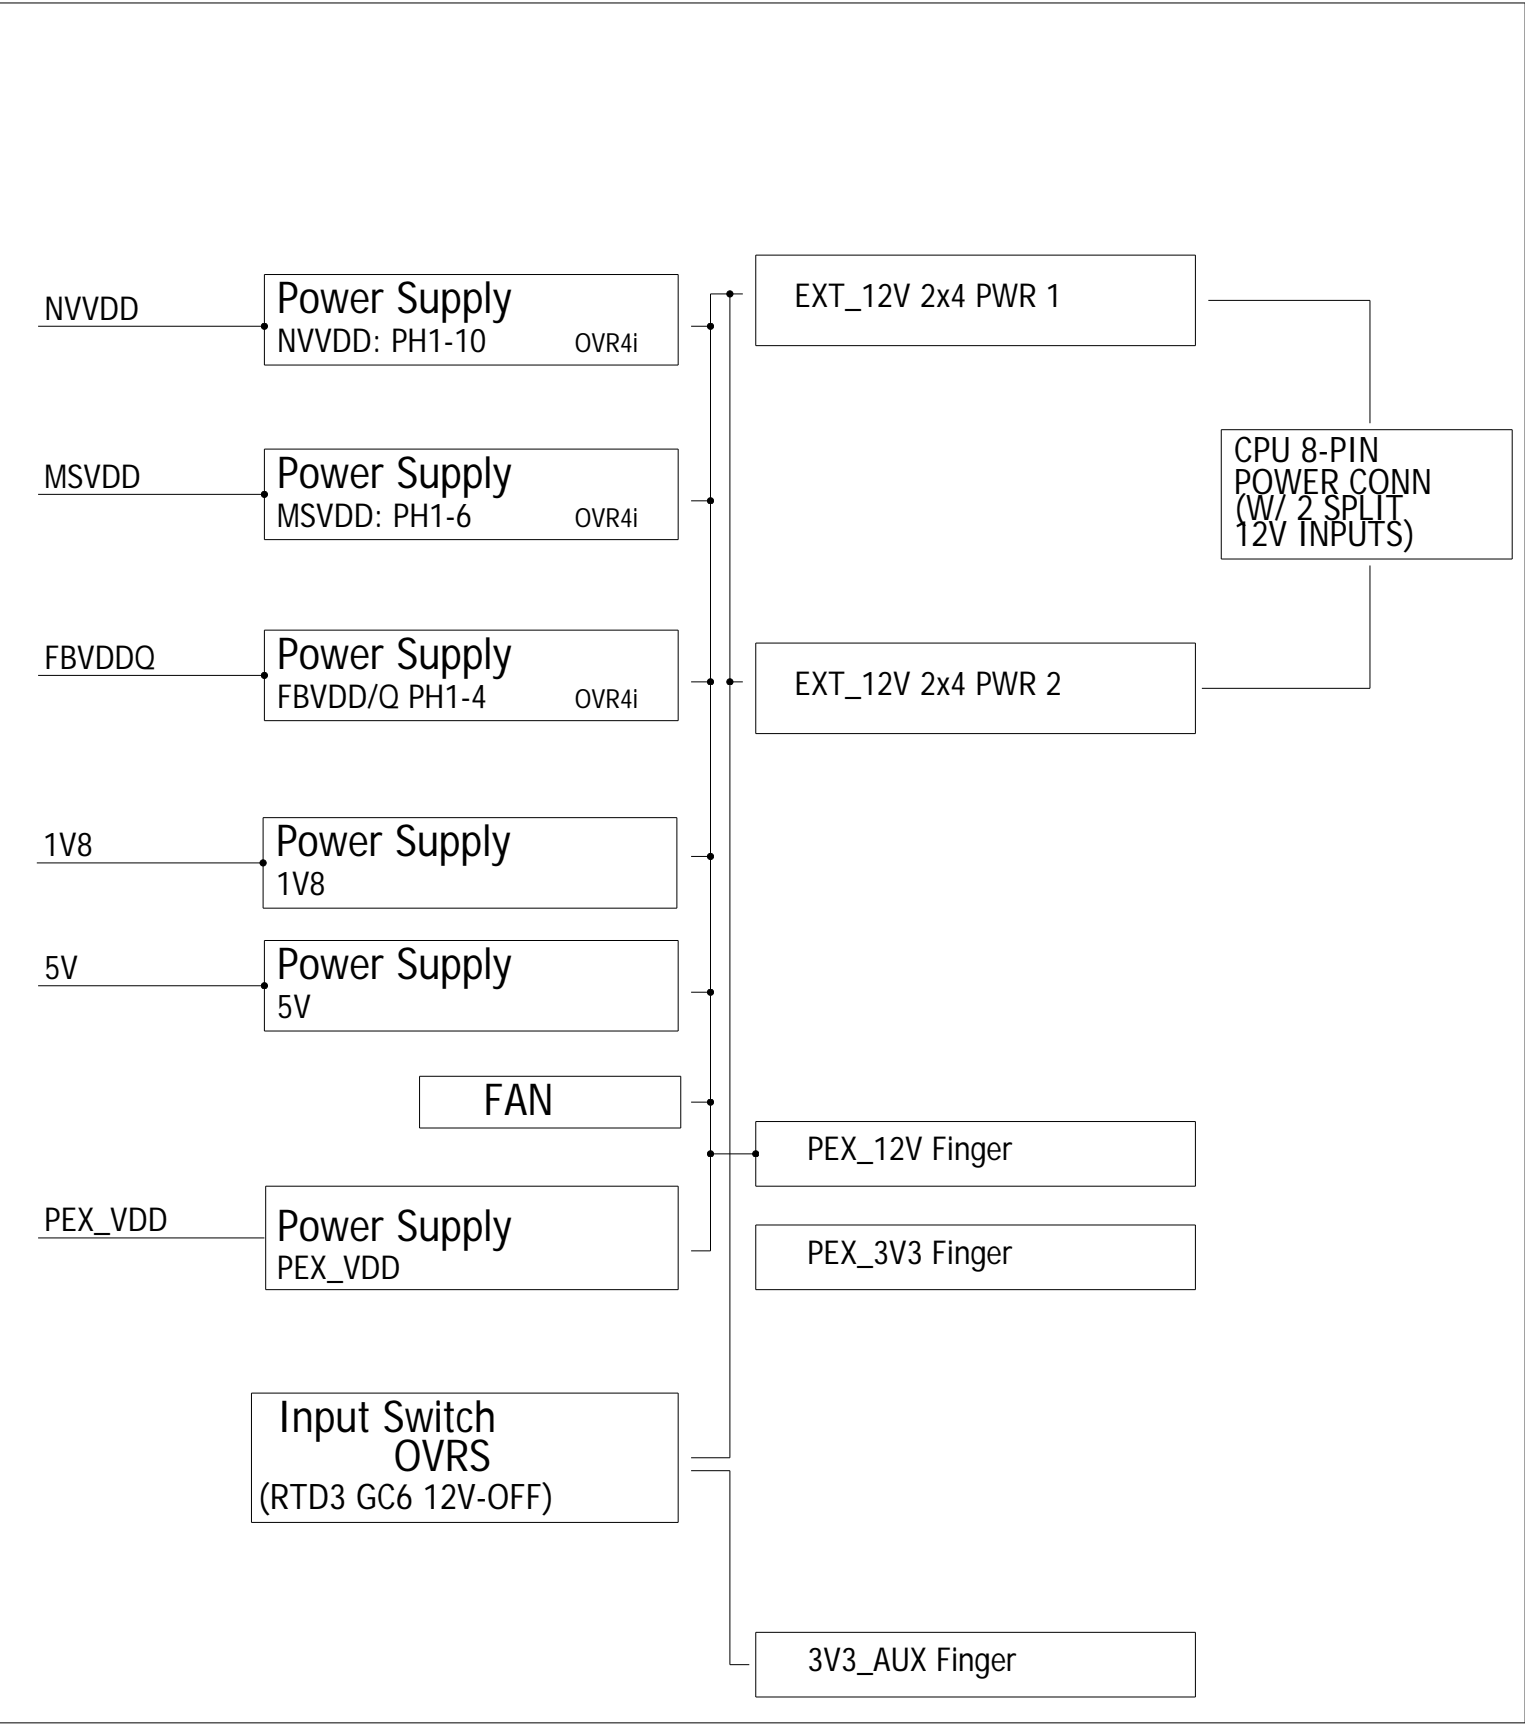 NVVDD
Power Supply
NVVDD: PH1-10 OVR4i
EXT_12V 2x4 PWR 1
MSVDD
Power Supply
MSVDD: PH1-6 OVR4i
CPU 8-PIN
POWER CONN
(W/ 2 SPLIT
12V INPUTS)
FBVDDQ
Power Supply
FBVDD/Q PH1-4 OVR4i
EXT_12V 2x4 PWR 2
1V8
Power Supply
1V8
5V
Power Supply
5V
FAN
PEX_12V Finger
PEX_VDD
Power Supply
PEX_VDD
PEX_3V3 Finger
Input Switch
OVRS
(RTD3 GC6 12V-OFF)
3V3_AUX Finger